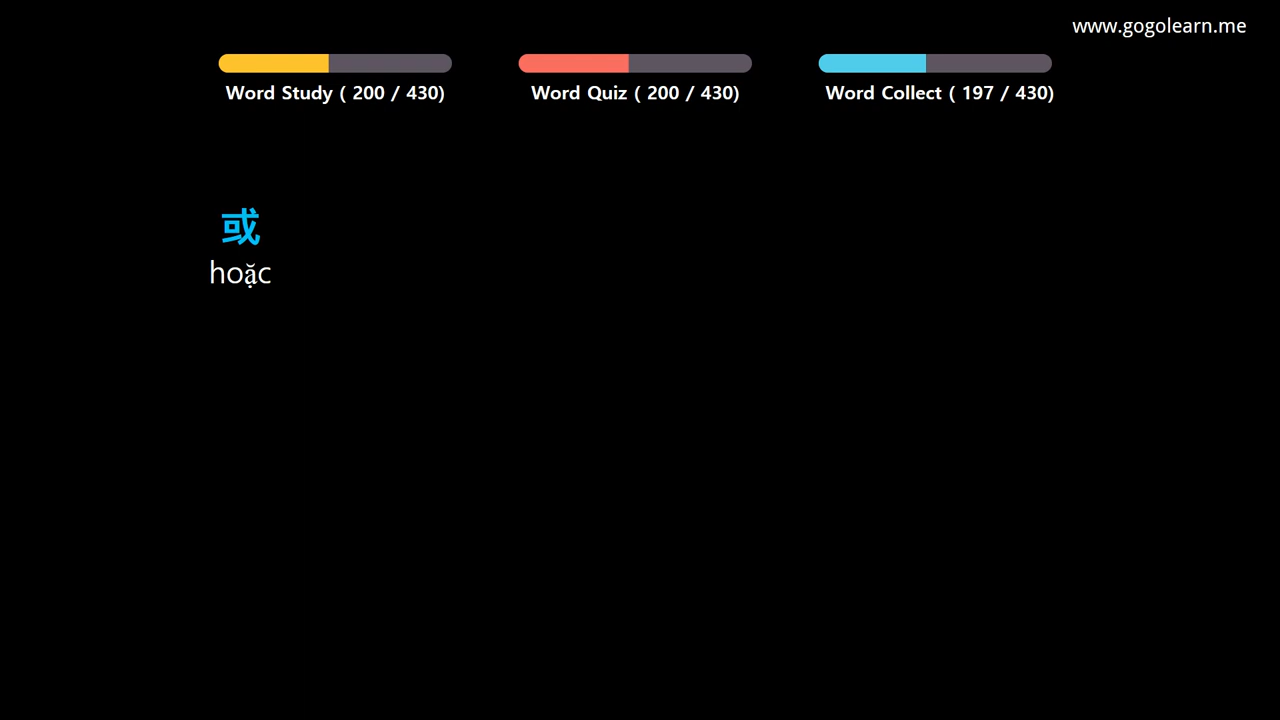 www.gogolearn.me
Word Study ( 200 / 430)
Word Quiz ( 200 / 430)
Word Collect ( 197 / 430)
或
hoặc